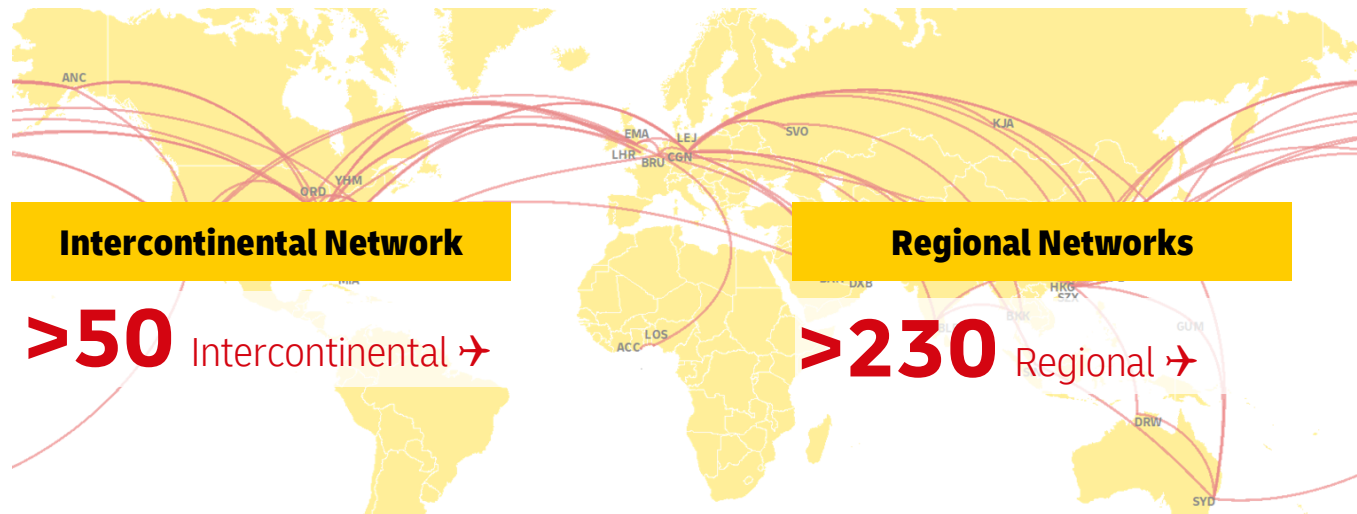 ANC
EMA
LEJ
SVO
KJA
LHR
BRU
CGN
ORD
YHM
Intercontinental Network
Regional Networks
MIA
DXB
HKG
SZX
>50 Intercontinental ✈
>230 Regional ✈
BKK
GUM
LOS
ACC
DRW
SYD